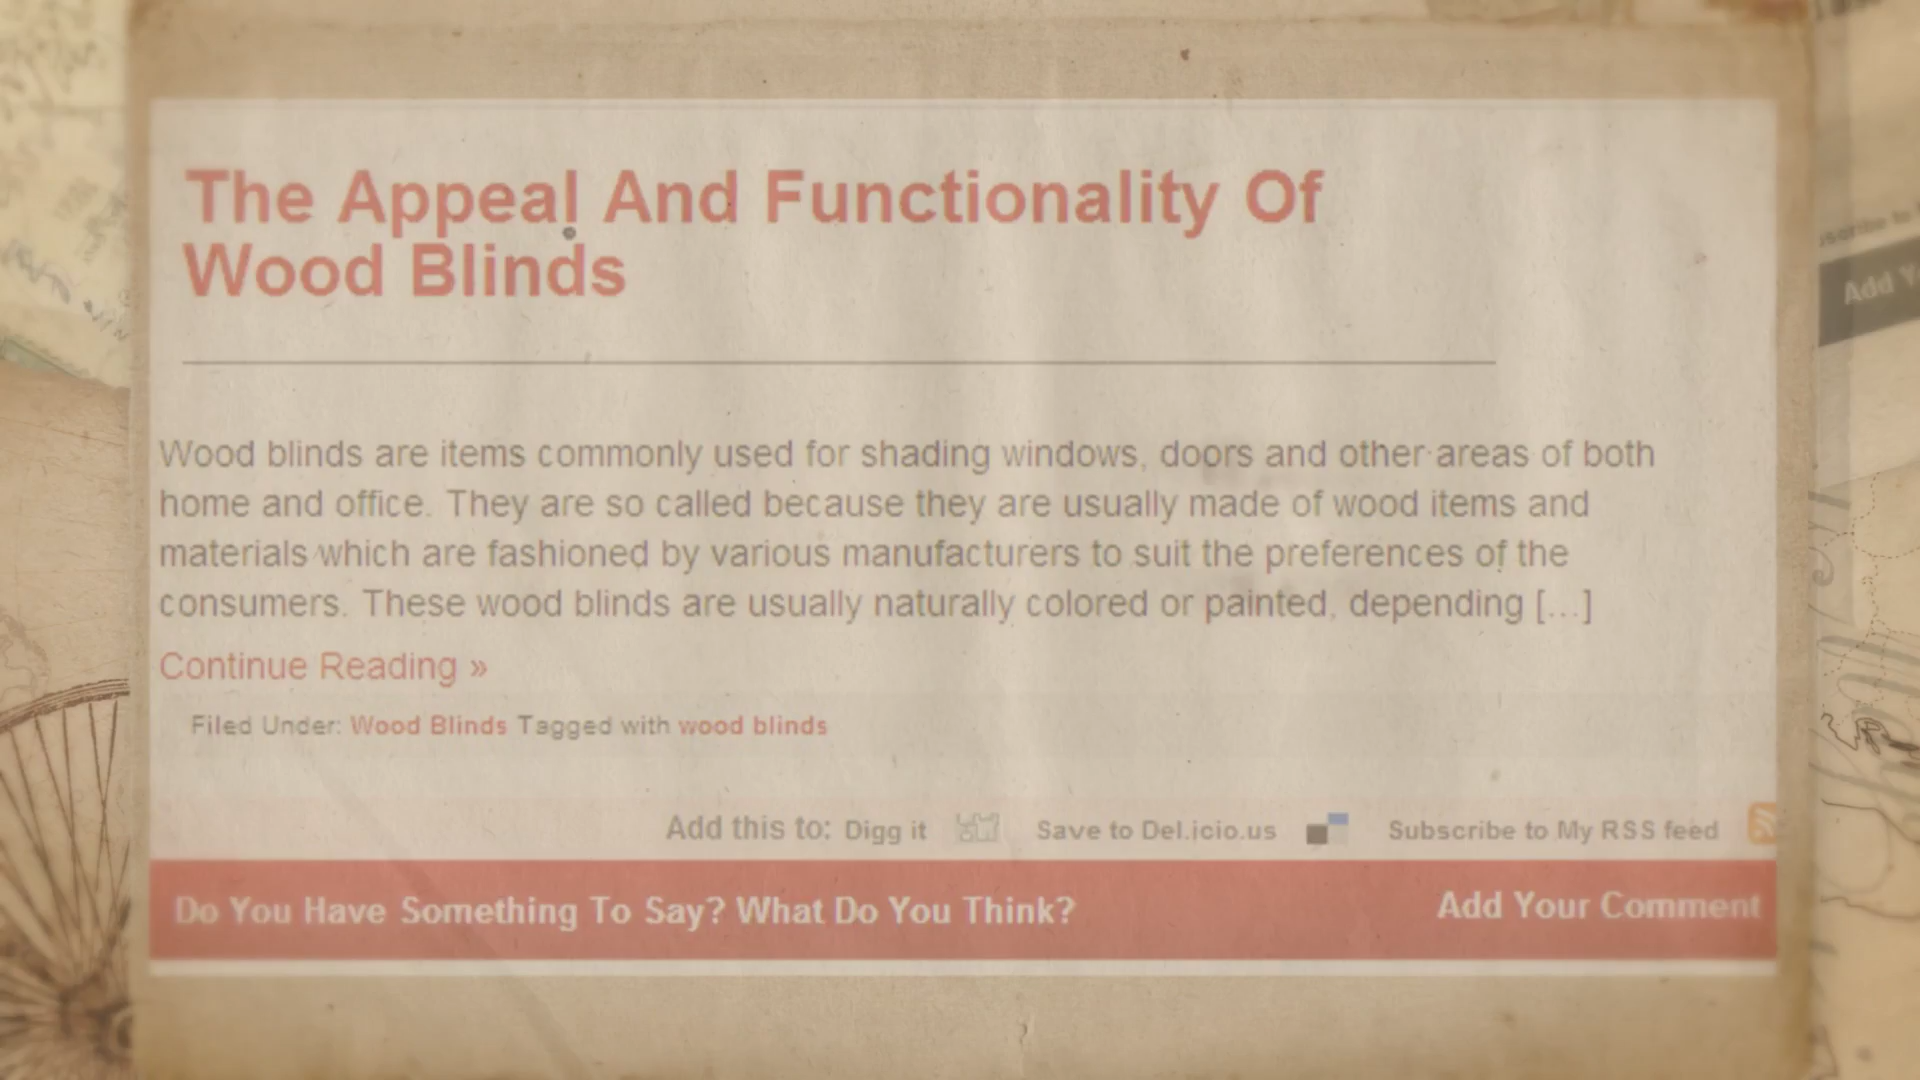 The Appeal And Functionality Of
Wood Blinds
Wood blinds are items commonly used for shading windows, doors and other areas of both
home and office. They are so called because they are usually made of wood items and
materials which are fashioned by various manufacturers to suit the preferences of the
consumers. These wood blinds are usually naturally colored or painted, depending [...]
Continue Reading »
Filed Under: Wood Blinds Tagged with wood blinds
Add this to: Digg it Save to Del.icio.us Subscribe to My RSS feed
Do You Have Something To Say? What Do You Think? Add Your Comment
Add